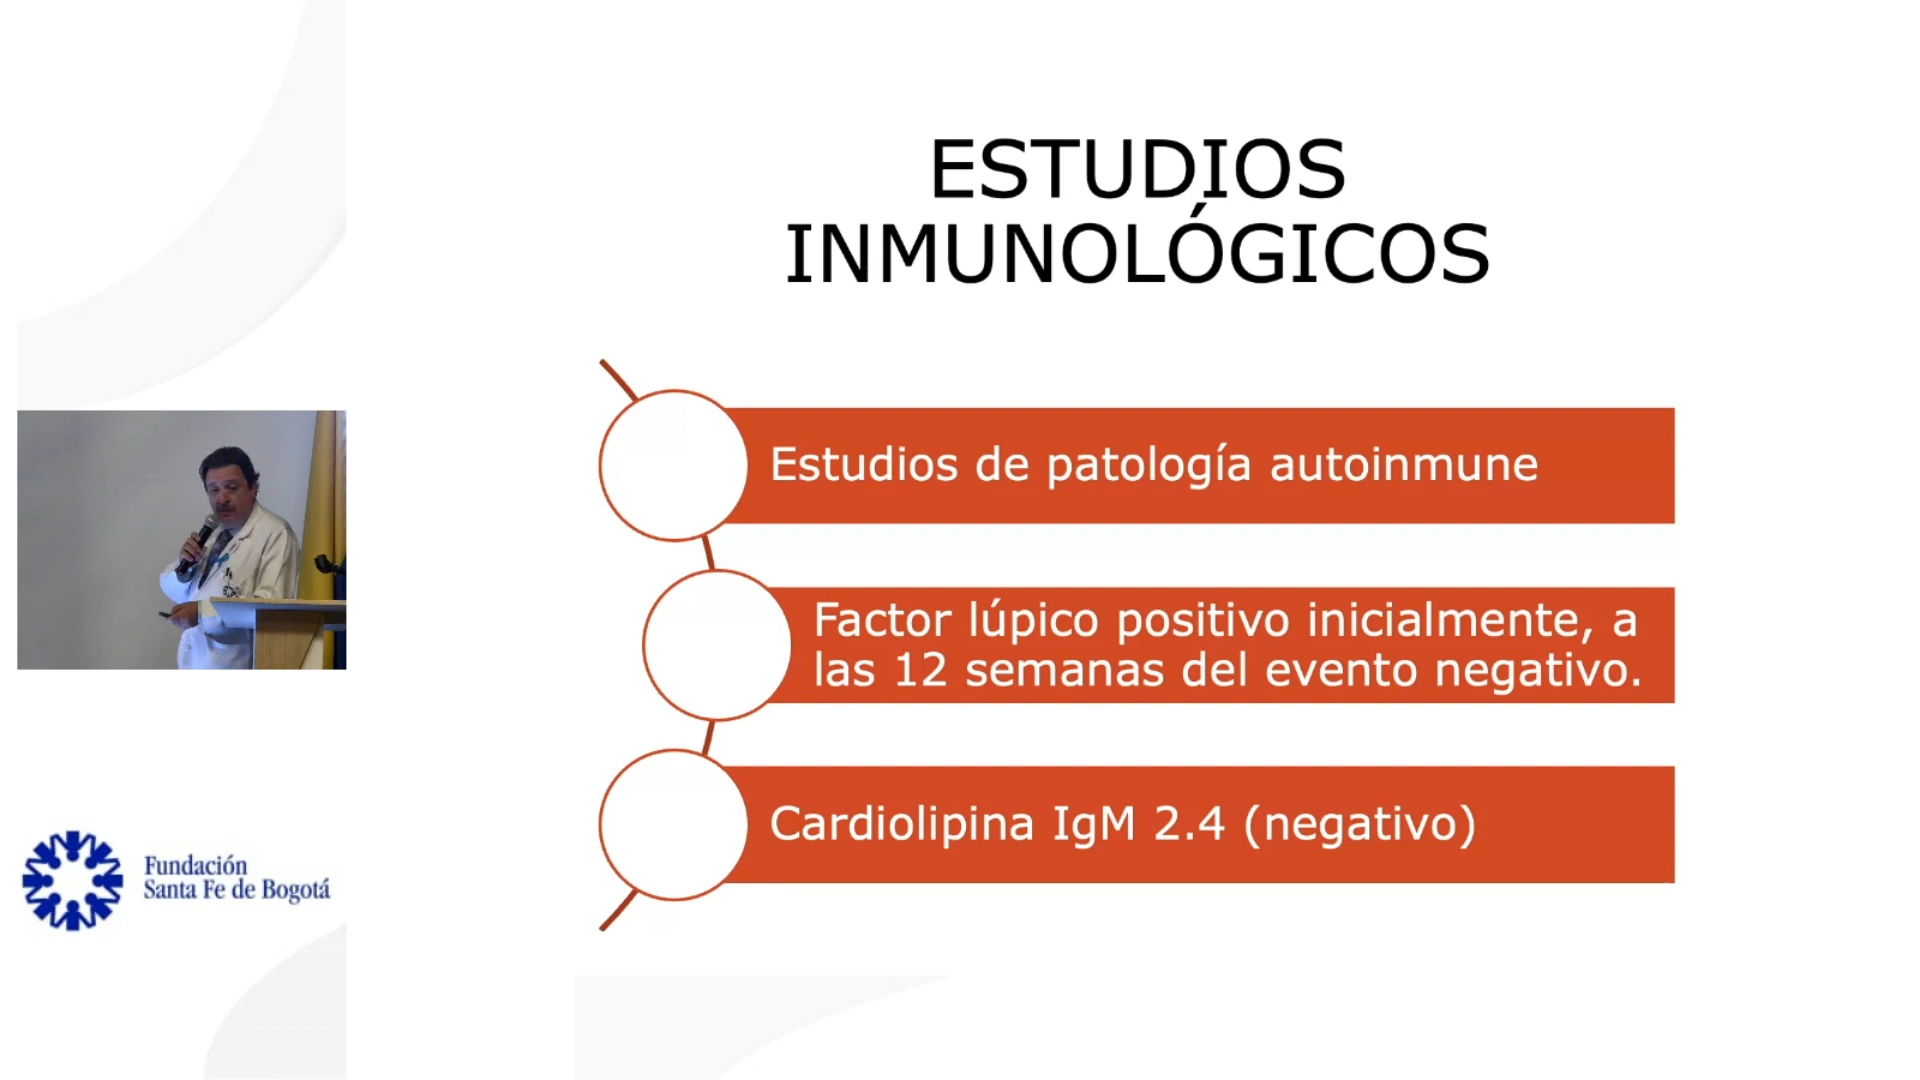 ESTUDIOS
INMUNOLÓGICOS
Estudios de patología autoinmune
Factor lúpico positivo inicialmente, a
las 12 semanas del evento negativo.
Cardiolipina IgM 2.4 (negativo)
Fundación
Santa Fe de Bogotá